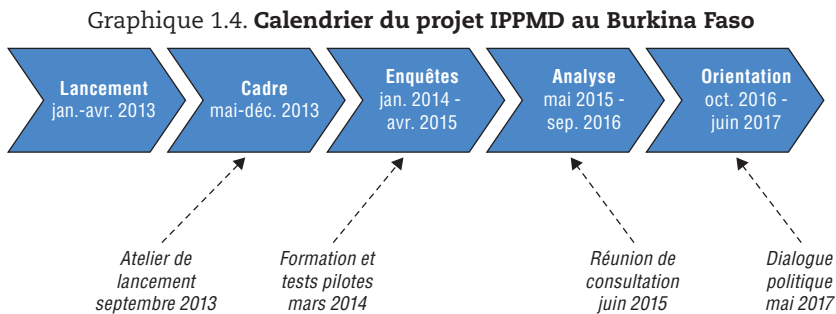 Graphique 1.4. Calendrier du projet IPPMD au Burkina Faso
Lancement
jan.-avr. 2013
Cadre
mai-déc. 2013
Enquêtes
jan. 2014 -
avr. 2015
Analyse
mai 2015 -
sep. 2016
Orientation
oct. 2016 -
juin 2017
Atelier de
lancement
septembre 2013
Formation et
tests pilotes
mars 2014
Réunion de
consultation
juin 2015
Dialogue
politique
mai 2017